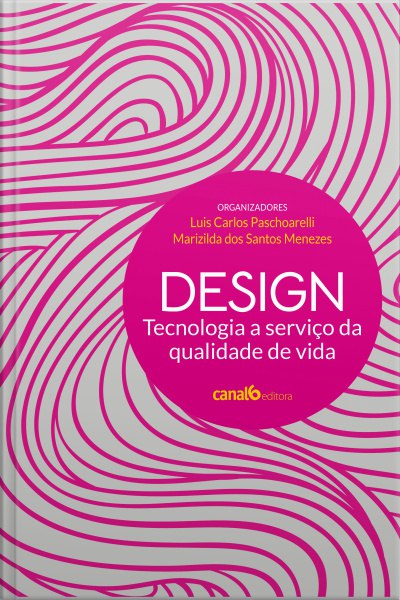 ORGANIZADORES
Luis Carlos Paschoarelli
Marizilda dos Santos Menezes
DESIGN
Tecnologia a serviço da
qualidade de vida
canal6 editora